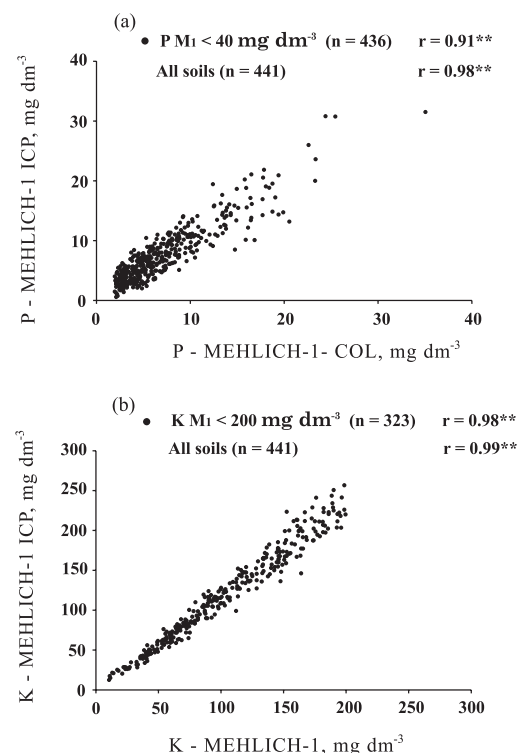 (a)
• P M1 < 40 mg dm-3 (n = 436) r = 0.91**
All soils (n = 441) r = 0.98**
P - MEHLICH-1 ICP, mg dm-3
40
30
20
10
0
0 10 20 30 40
P - MEHLICH-1- COL, mg dm-3
(b)
• K M1 < 200 mg dm-3 (n = 323) r = 0.98**
All soils (n = 441) r = 0.99**
K - MEHLICH-1 ICP, mg dm-3
300
250
200
150
100
50
0
0 50 100 150 200 250 300
K - MEHLICH-1, mg dm-3